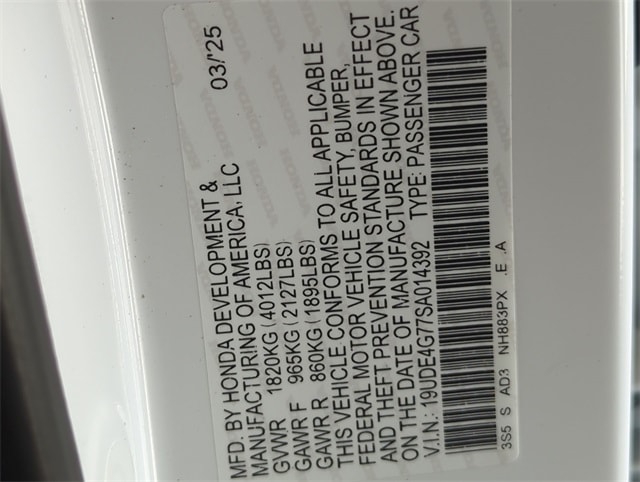 MFD. BY HONDA DEVELOPMENT &
MANUFACTURING OF AMERICA, LLC 03/'25
GVWR 1820KG (4012LBS)
GAWR F 965KG (2127LBS)
GAWR R 860KG (1895LBS)
THIS VEHICLE CONFORMS TO ALL APPLICABLE
FEDERAL MOTOR VEHICLE SAFETY, BUMPER,
AND THEFT PREVENTION STANDARDS IN EFFECT
ON THE DATE OF MANUFACTURE SHOWN ABOVE.
V.I.N.: 19UDE4G77SA014392 TYPE: PASSENGER CAR
3S5 S AD3 NH883PX .E .A